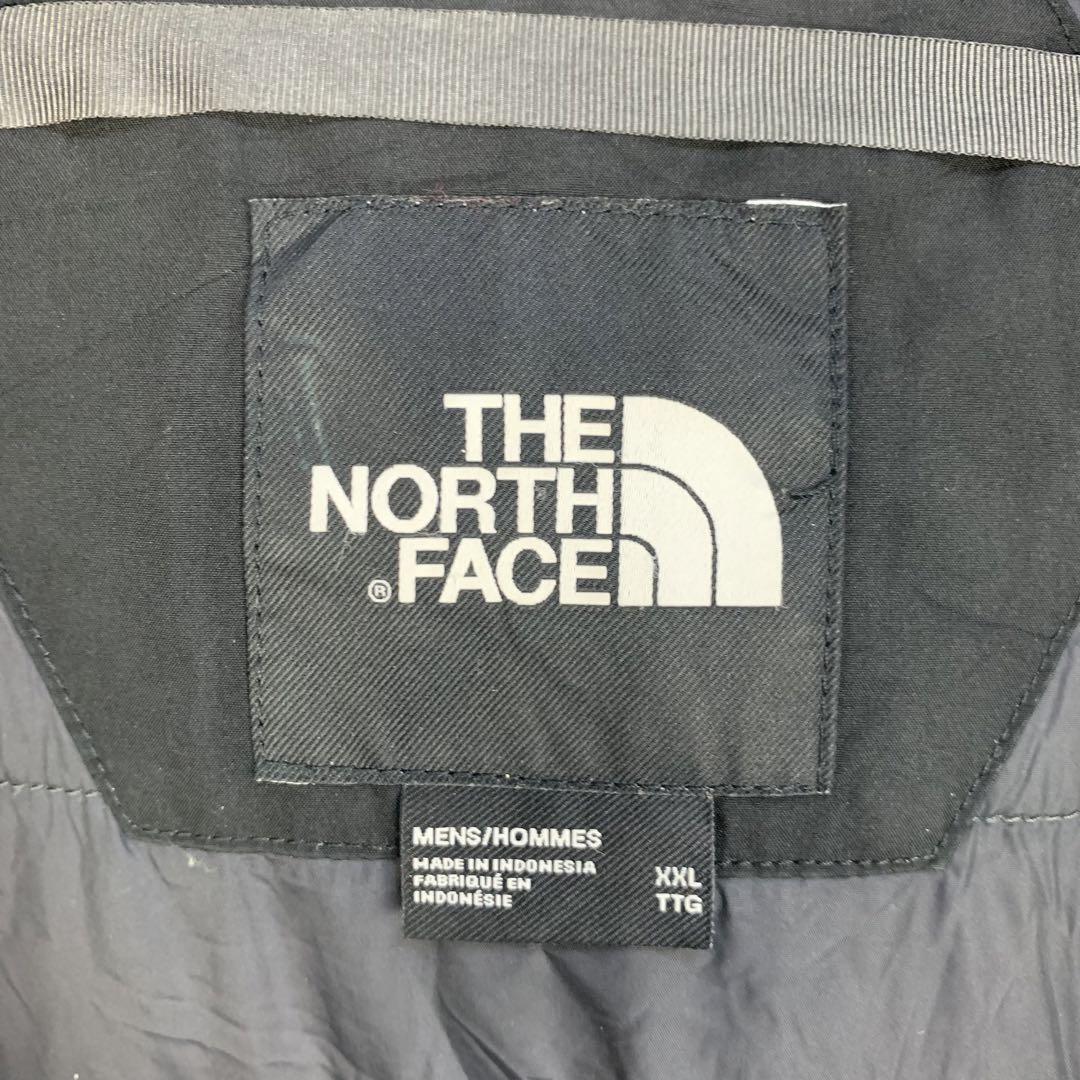 THE
NORTH
FACE
®
MENS/HOMMES
MADE IN INDONESIA
FABRIQUÉ EN
INDONÉSIE
XXL
TTG